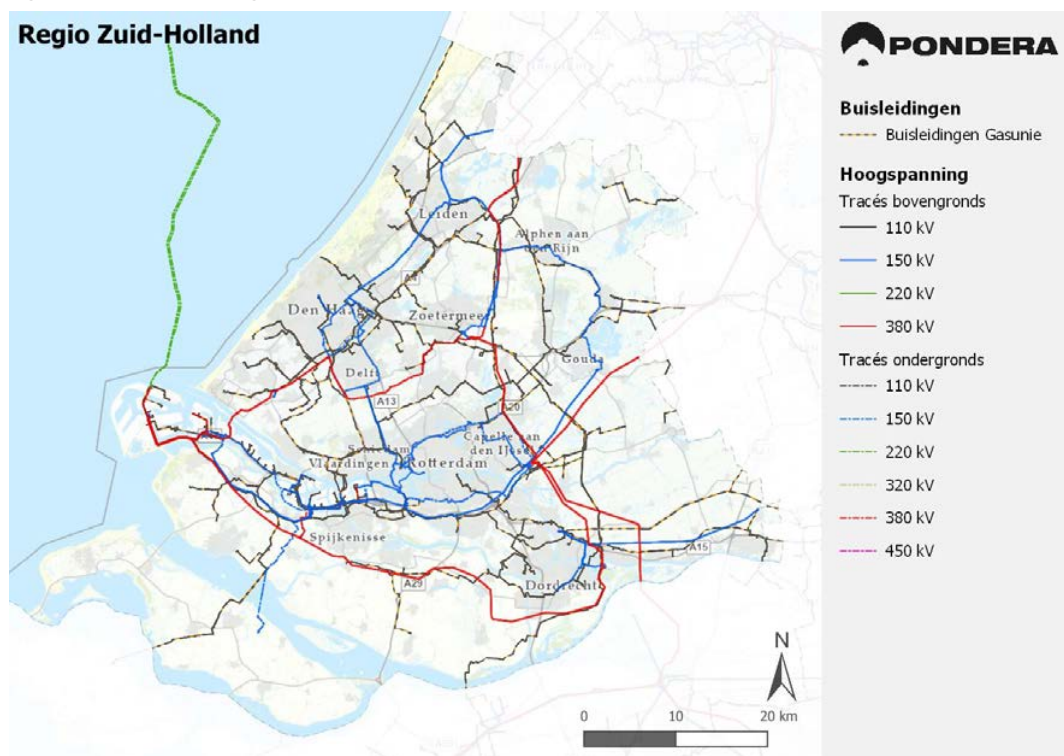 Regio Zuid-Holland
PONDERA
Buisleidingen
Buisleidingen Gasunie
Hoogspanning
Tracés bovengronds
110 kV
150 kV
220 kV
380 kV
Tracés ondergronds
110 kV
150 kV
220 kV
320 kV
380 kV
450 kV
Leiden
Alphen aan
den Rijn
A4
Den Haag
Zoetermeer
Gouda
Delft
A13
A20
Schiedam
Capelle aan
den IJssel
Vlaardingen
Rotterdam
Spijkenisse
A15
A29
Dordrecht
N
0 10 20 km